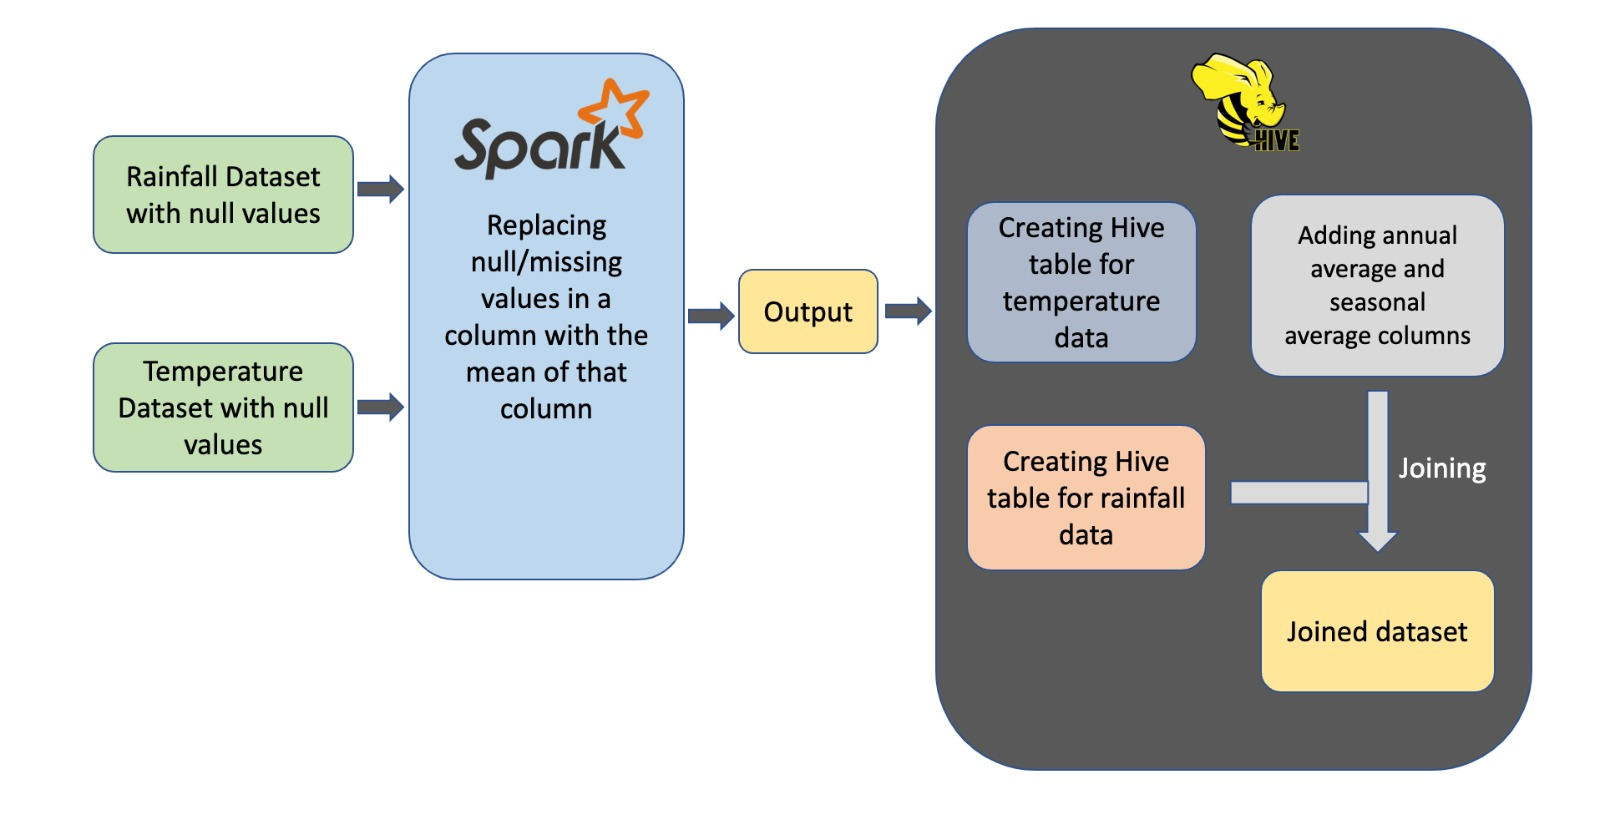 Rainfall Dataset
with null values
Temperature
Dataset with null
values
Spark
Replacing
null/missing
values in a
column with the
mean of that
column
Output
HIVE
Creating Hive
table for
temperature
data
Adding annual
average and
seasonal
average columns
Creating Hive
table for rainfall
data
Joining
Joined dataset